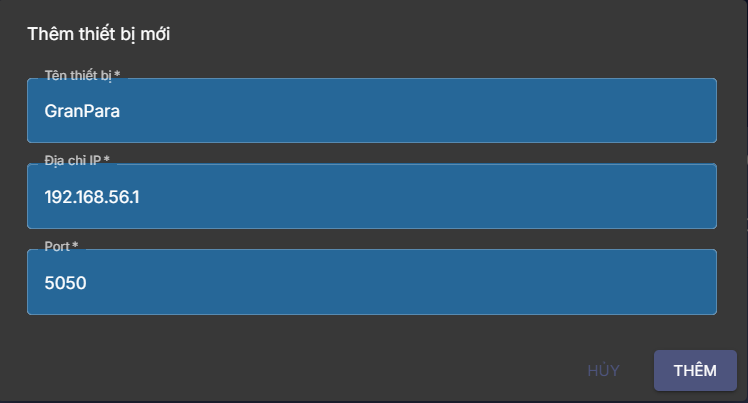 Thêm thiết bị mới
Tên thiết bị *
GranPara
Địa chỉ IP *
192.168.56.1
Port *
5050
HỦY
THÊM